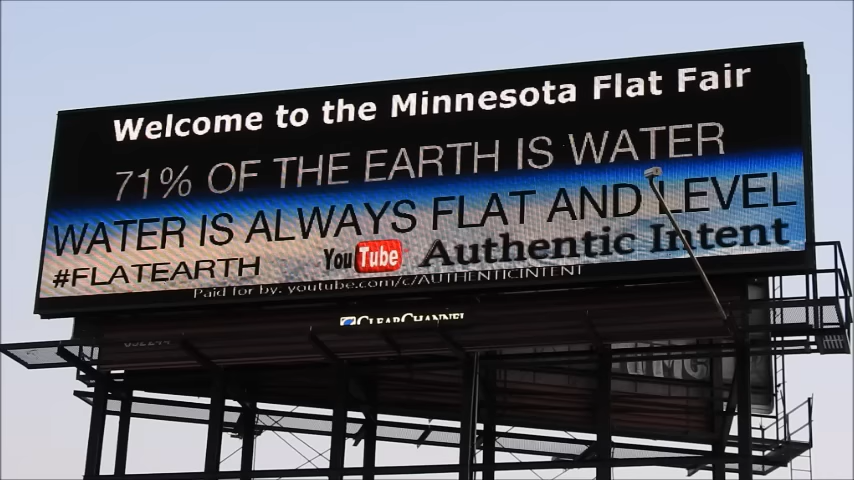 Welcome to the Minnesota Flat Fair
71% OF THE EARTH IS WATER
WATER IS ALWAYS FLAT AND LEVEL
#FLATEARTH YouTube Authentic Intent
Paid for by: youtube.com/c/AUTHENTICINTENT
CLEARCHANNEL